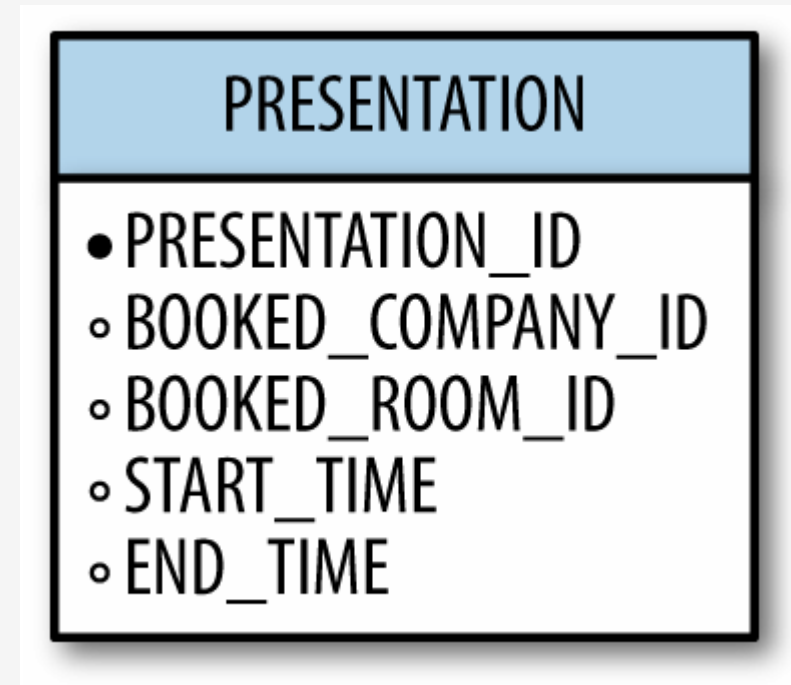 PRESENTATION
PRESENTATION_ID
BOOKED_COMPANY_ID
BOOKED_ROOM_ID
START_TIME
END_TIME